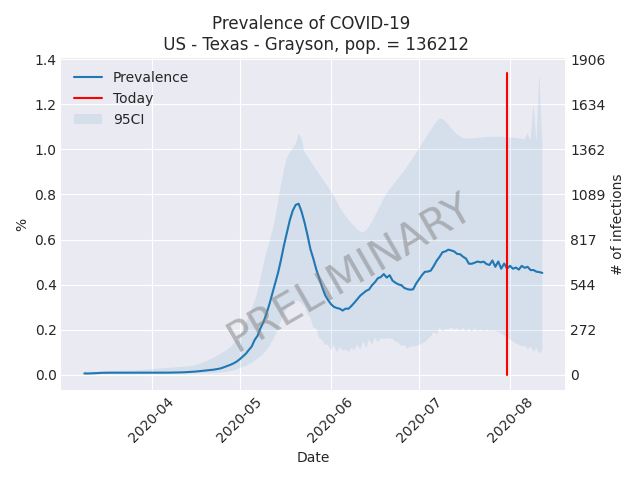 Prevalence of COVID-19
US - Texas - Grayson, pop. = 136212
Prevalence
Today
95CI
1.4
1.2
1.0
0.8
0.6
0.4
0.2
0.0
%
1906
1634
1362
1089
817
544
272
0
# of infections
PRELIMINARY
2020-04
2020-05
2020-06
2020-07
2020-08
Date